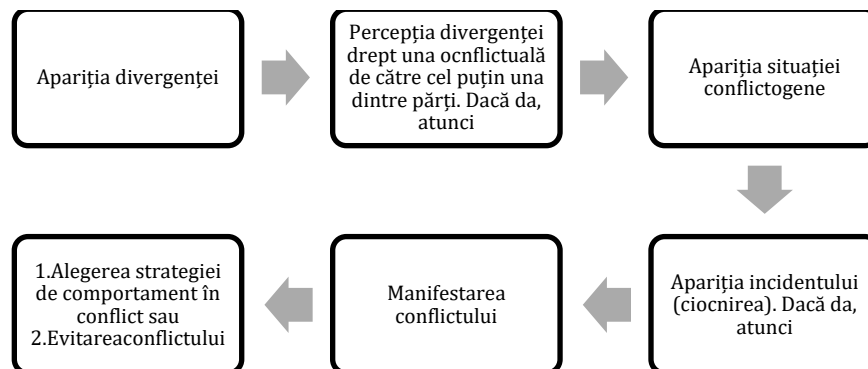 Apariția divergenței
Percepția divergenței
drept una ocnflictuală
de către cel puțin una
dintre părți. Dacă da,
atunci
Apariția situației
conflictogene
Apariția incidentului
(ciocnirea). Dacă da,
atunci
Manifestarea
conflictului
1.Alegerea strategiei
de comportament în
conflict sau
2.Evitareaconflictului